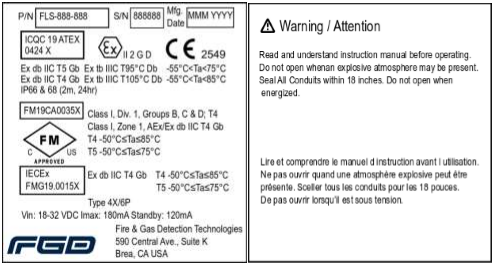 P/N FLS-888-888 S/N 888888 Mfg. Date MMM YYYY
ICQC 19 ATEX
0424 X
Ex II 2 G D CE 2549
Ex db IIC T5 Gb Ex tb IIIC T95°C Db -55°C<Ta<75°C
Ex db IIC T4 Gb Ex tb IIIC T105°C Db -55°C<Ta<85°C
IP66 & 68 (2m, 24hr)
FM19CA0035X
Class I, Div. 1, Groups B, C & D; T4
Class I, Zone 1, AEx/Ex db IIC T4 Gb
T4 -50°C≤Ta≤85°C
T5 -50°C≤Ta≤75°C
FM
C US
APPROVED
IECEx
FMG19.0015X
Ex db IIC T4 Gb T4 -50°C≤Ta≤85°C
T5 -50°C≤Ta≤75°C
Type 4X/6P
Vin: 18-32 VDC Imax: 180mA Standby: 120mA
FGD
Fire & Gas Detection Technologies
590 Central Ave., Suite K
Brea, CA USA
Warning / Attention
Read and understand instruction manual before operating.
Do not open whenan explosive atmosphere may be present.
Seal All Conduits within 18 inches. Do not open when
energized.
Lire et comprendre le manuel d instruction avant l utilisation.
Ne pas ouvrir quand une atmosphère explosive peut être
présente. Sceller tous les conduits pour les 18 pouces.
De pas ouvrir lorsqu'il est sous tension.